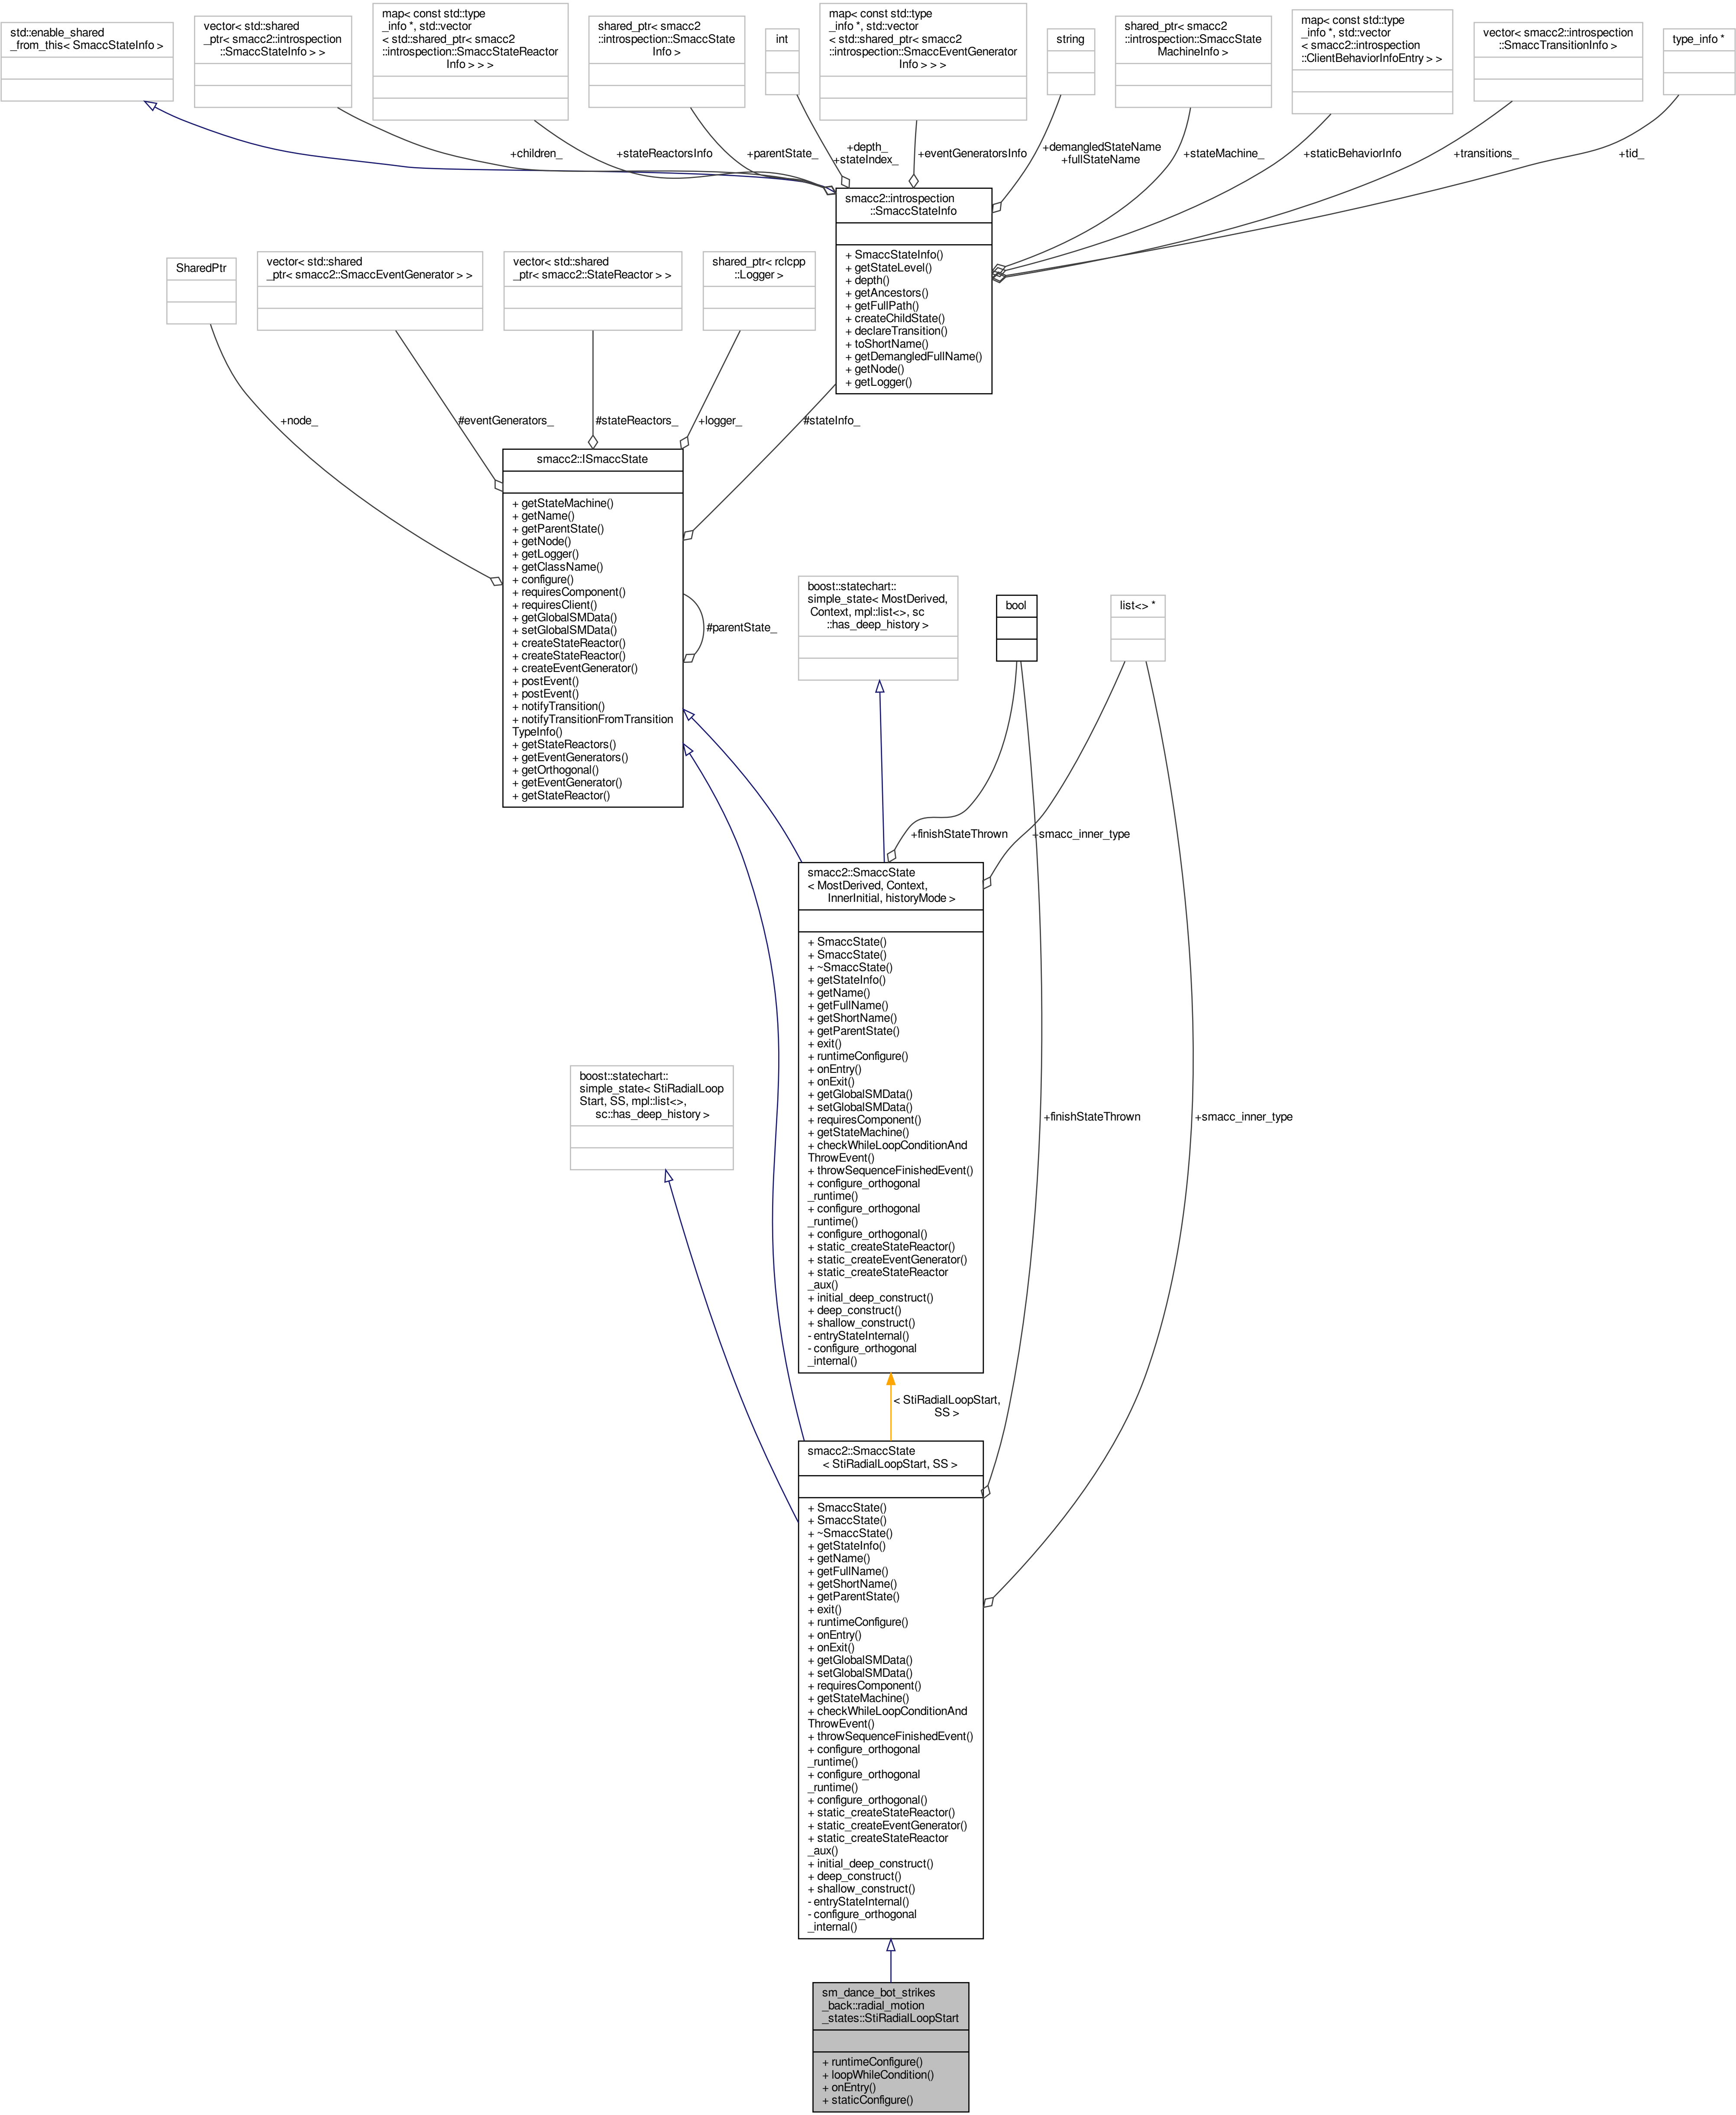 std::enable_shared
_from_this< SmaccStateInfo >
vector< std::shared
_ptr< smacc2::introspection
::SmaccStateInfo > >
map< const std::type
_info *, std::vector
< std::shared_ptr< smacc2
::introspection::SmaccStateReactor
Info > > >
shared_ptr< smacc2
::introspection::SmaccState
Info >
int
map< const std::type
_info *, std::vector
< std::shared_ptr< smacc2
::introspection::SmaccEventGenerator
Info > > >
string
shared_ptr< smacc2
::introspection::SmaccState
MachineInfo >
map< const std::type
_info *, std::vector
< smacc2::introspection
::ClientBehaviorInfoEntry > >
vector< smacc2::introspection
::SmaccTransitionInfo >
type_info *
+children_
+stateReactorsInfo
+parentState_
+depth_
+stateIndex_
+eventGeneratorsInfo
+demangledStateName
+fullStateName
+stateMachine_
+staticBehaviorInfo
+transitions_
+tid_
smacc2::introspection
::SmaccStateInfo
+ SmaccStateInfo()
+ getStateLevel()
+ depth()
+ getAncestors()
+ getFullPath()
+ createChildState()
+ declareTransition()
+ toShortName()
+ getDemangledFullName()
+ getNode()
+ getLogger()
SharedPtr
vector< std::shared
_ptr< smacc2::SmaccEventGenerator > >
vector< std::shared
_ptr< smacc2::StateReactor > >
shared_ptr< rclcpp
::Logger >
+node_
#eventGenerators_
#stateReactors_
+logger_
#stateInfo_
smacc2::ISmaccState
+ getStateMachine()
+ getName()
+ getParentState()
+ getNode()
+ getLogger()
+ getClassName()
+ configure()
+ requiresComponent()
+ requiresClient()
+ getGlobalSMData()
+ setGlobalSMData()
+ createStateReactor()
+ createStateReactor()
+ createEventGenerator()
+ postEvent()
+ postEvent()
+ notifyTransition()
+ notifyTransitionFromTransition
TypeInfo()
+ getStateReactors()
+ getEventGenerators()
+ getOrthogonal()
+ getEventGenerator()
+ getStateReactor()
#parentState_
boost::statechart::
simple_state< MostDerived,
Context, mpl::list<>, sc
::has_deep_history >
bool
list<> *
+finishStateThrown
+smacc_inner_type
smacc2::SmaccState
< MostDerived, Context,
InnerInitial, historyMode >
+ SmaccState()
+ SmaccState()
+ ~SmaccState()
+ getStateInfo()
+ getName()
+ getFullName()
+ getShortName()
+ getParentState()
+ exit()
+ runtimeConfigure()
+ onEntry()
+ onExit()
+ getGlobalSMData()
+ setGlobalSMData()
+ requiresComponent()
+ getStateMachine()
+ checkWhileLoopConditionAnd
ThrowEvent()
+ throwSequenceFinishedEvent()
+ configure_orthogonal
_runtime()
+ configure_orthogonal
_runtime()
+ configure_orthogonal()
+ static_createStateReactor()
+ static_createEventGenerator()
+ static_createStateReactor
_aux()
+ initial_deep_construct()
+ deep_construct()
+ shallow_construct()
- entryStateInternal()
- configure_orthogonal
_internal()
boost::statechart::
simple_state< StiRadialLoop
Start, SS, mpl::list<>,
sc::has_deep_history >
+finishStateThrown
+smacc_inner_type
< StiRadialLoopStart,
SS >
smacc2::SmaccState
< StiRadialLoopStart, SS >
+ SmaccState()
+ SmaccState()
+ ~SmaccState()
+ getStateInfo()
+ getName()
+ getFullName()
+ getShortName()
+ getParentState()
+ exit()
+ runtimeConfigure()
+ onEntry()
+ onExit()
+ getGlobalSMData()
+ setGlobalSMData()
+ requiresComponent()
+ getStateMachine()
+ checkWhileLoopConditionAnd
ThrowEvent()
+ throwSequenceFinishedEvent()
+ configure_orthogonal
_runtime()
+ configure_orthogonal
_runtime()
+ configure_orthogonal()
+ static_createStateReactor()
+ static_createEventGenerator()
+ static_createStateReactor
_aux()
+ initial_deep_construct()
+ deep_construct()
+ shallow_construct()
- entryStateInternal()
- configure_orthogonal
_internal()
sm_dance_bot_strikes
_back::radial_motion
_states::StiRadialLoopStart
+ runtimeConfigure()
+ loopWhileCondition()
+ onEntry()
+ staticConfigure()